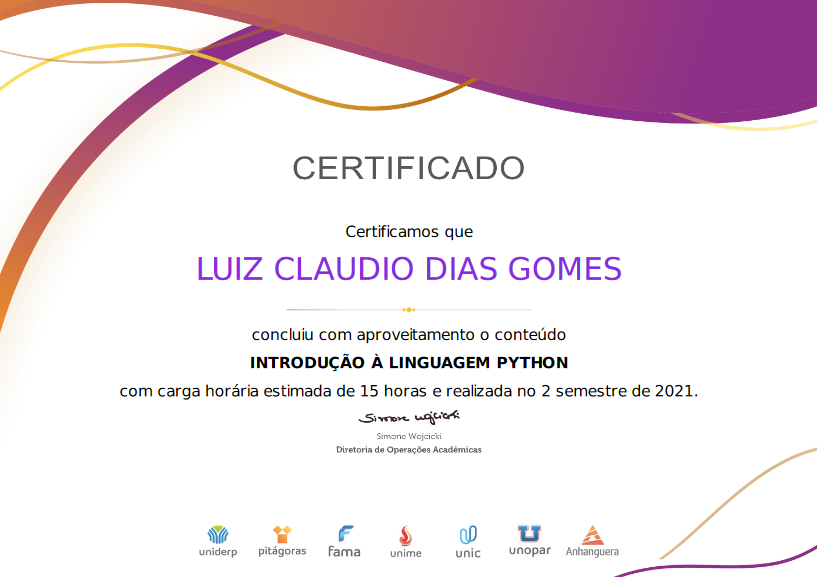 CERTIFICADO
Certificamos que
LUIZ CLAUDIO DIAS GOMES
concluiu com aproveitamento o conteúdo
INTRODUÇÃO À LINGUAGEM PYTHON
com carga horária estimada de 15 horas e realizada no 2 semestre de 2021.
Simone Wojcicki
Simone Wojcicki
Diretoria de Operações Acadêmicas
uniderp pitágoras fama unime unic unopar Anhanguera